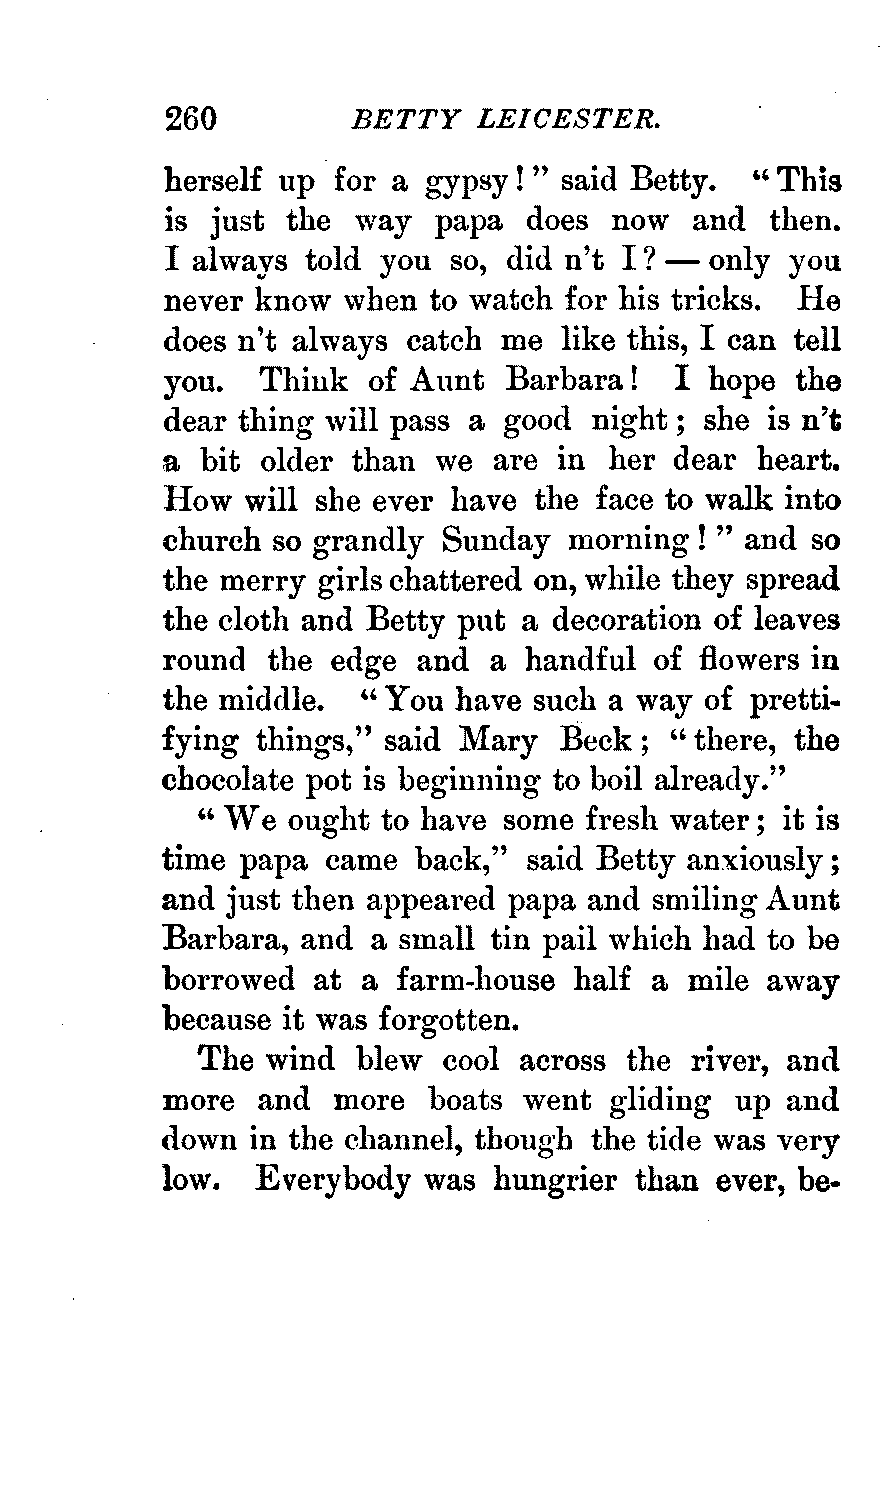 260 BETTY LEICESTER.
herself up for a gypsy!" said Betty. "This
is just the way papa does now and then.
I always told you so, did n't I? — only you
never know when to watch for his tricks. He
does n't always catch me like this, I can tell
you. Think of Aunt Barbara! I hope the
dear thing will pass a good night; she is n't
a bit older than we are in her dear heart.
How will she ever have the face to walk into
church so grandly Sunday morning!" and so
the merry girls chattered on, while they spread
the cloth and Betty put a decoration of leaves
round the edge and a handful of flowers in
the middle. "You have such a way of pretti-
fying things," said Mary Beck; "there, the
chocolate pot is beginning to boil already."
"We ought to have some fresh water; it is
time papa came back," said Betty anxiously;
and just then appeared papa and smiling Aunt
Barbara, and a small tin pail which had to be
borrowed at a farm-house half a mile away
because it was forgotten.
The wind blew cool across the river, and
more and more boats went gliding up and
down in the channel, though the tide was very
low. Everybody was hungrier than ever, be-